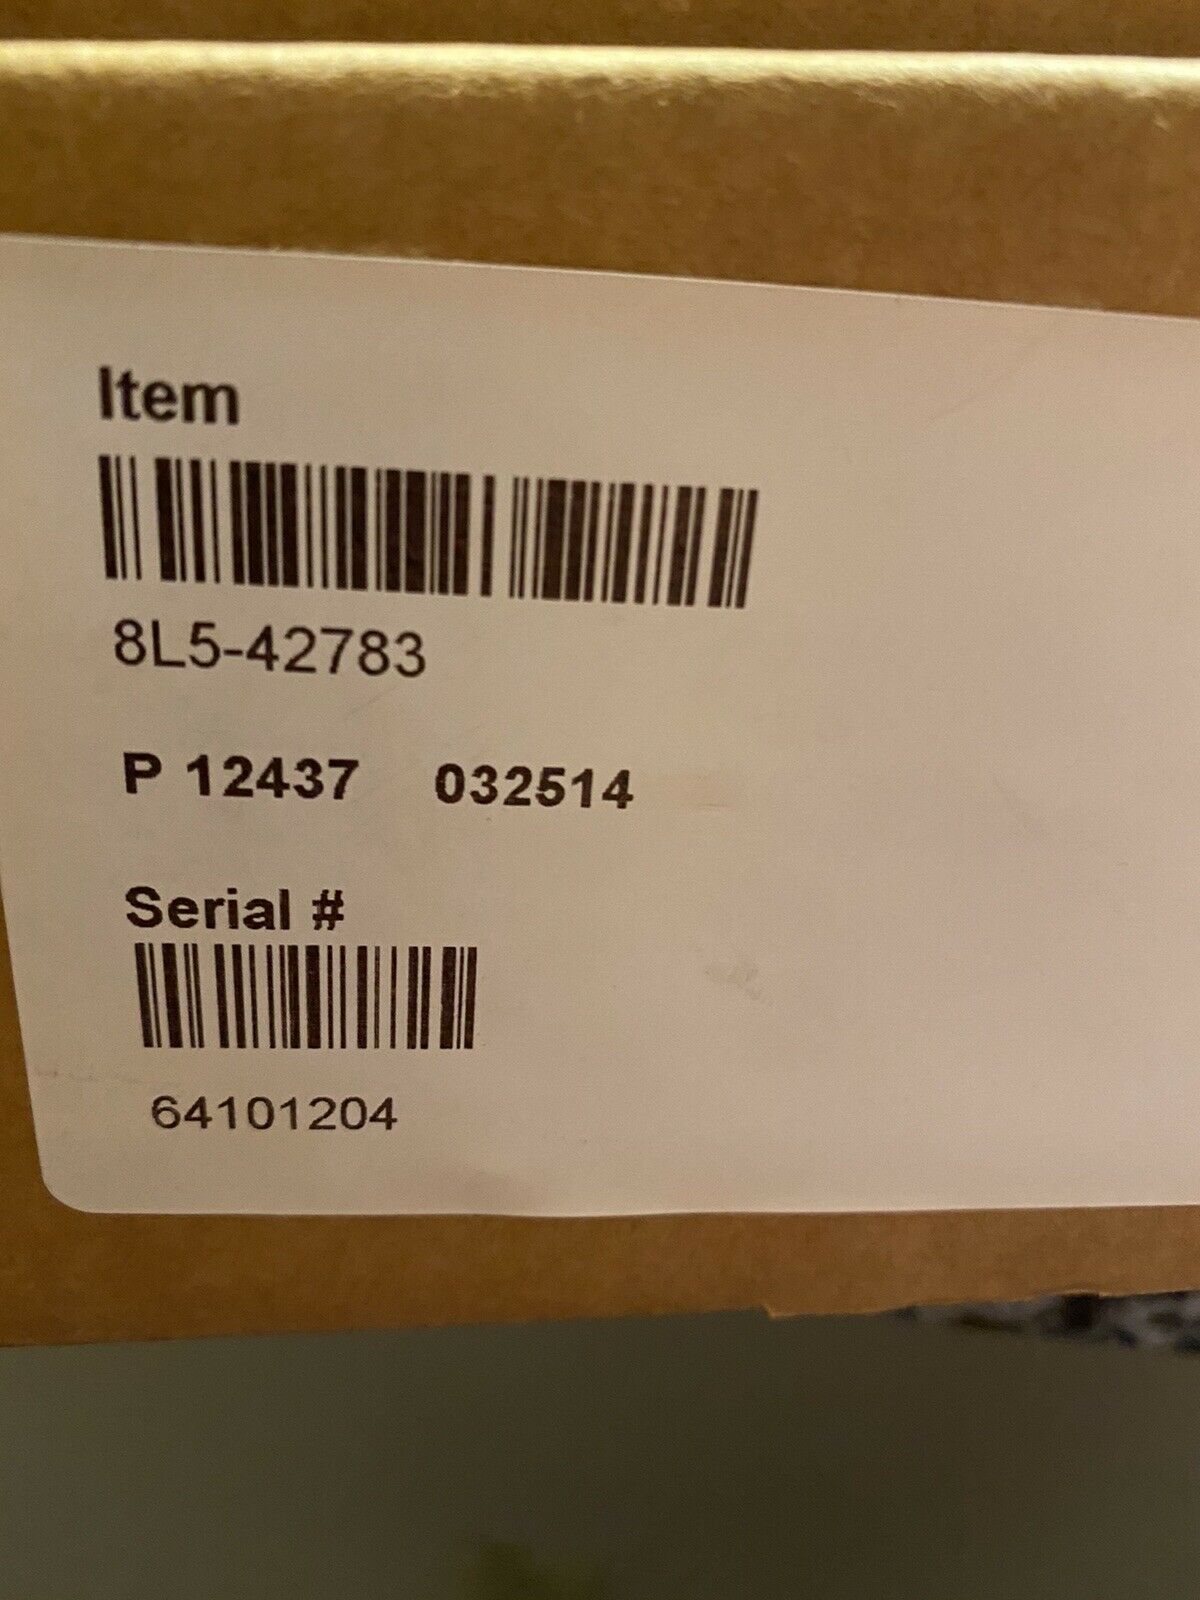 Item
8L5-42783
P 12437 032514
Serial #
64101204